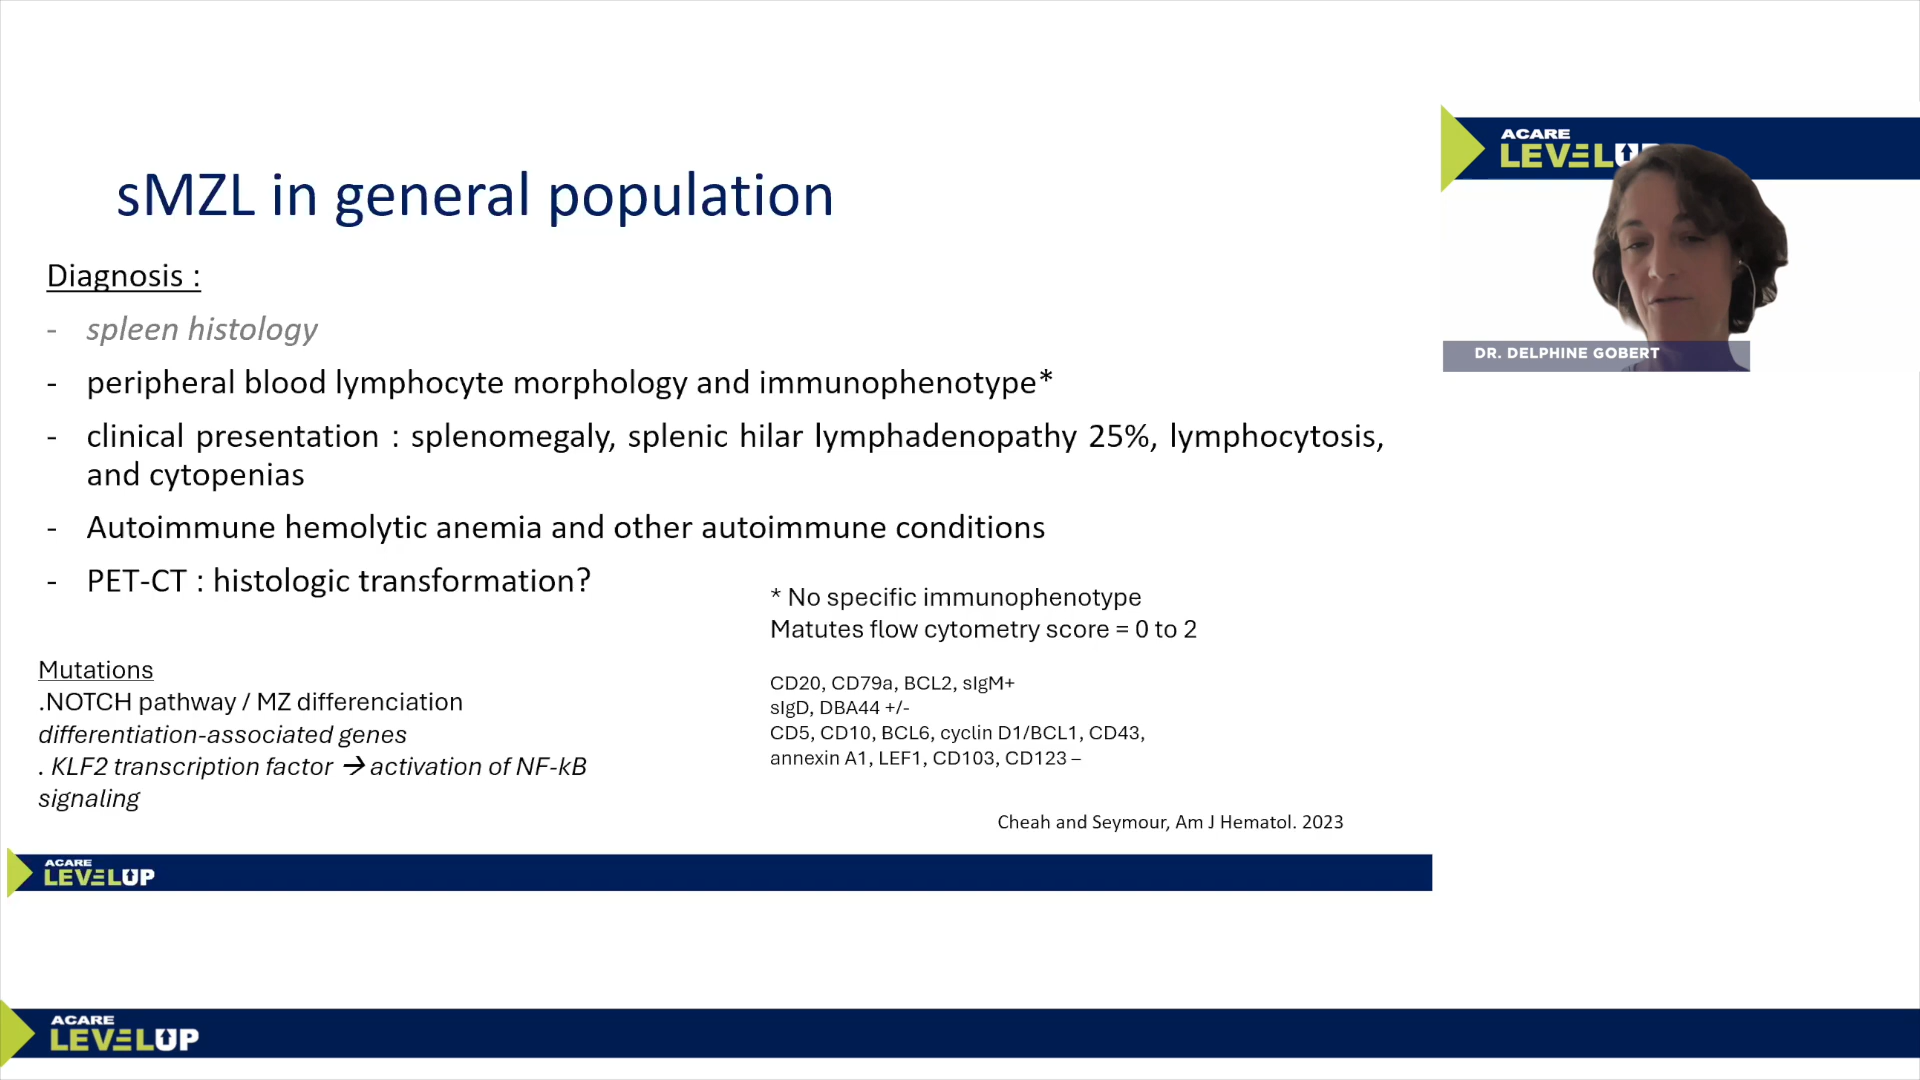 sMZL in general population
Diagnosis :
- spleen histology
- peripheral blood lymphocyte morphology and immunophenotype*
- clinical presentation : splenomegaly, splenic hilar lymphadenopathy 25%, lymphocytosis,
and cytopenias
- Autoimmune hemolytic anemia and other autoimmune conditions
- PET-CT : histologic transformation?
* No specific immunophenotype
Matutes flow cytometry score = 0 to 2
Mutations
.NOTCH pathway / MZ differenciation
differentiation-associated genes
. KLF2 transcription factor → activation of NF-kB
signaling
CD20, CD79a, BCL2, sIgM+
sIgD, DBA44 +/-
CD5, CD10, BCL6, cyclin D1/BCL1, CD43,
annexin A1, LEF1, CD103, CD123 –
Cheah and Seymour, Am J Hematol. 2023
ACARE
LEVELUP
ACARE
LEVELUP
DR. DELPHINE GOBERT
ACARE
LEVELUP